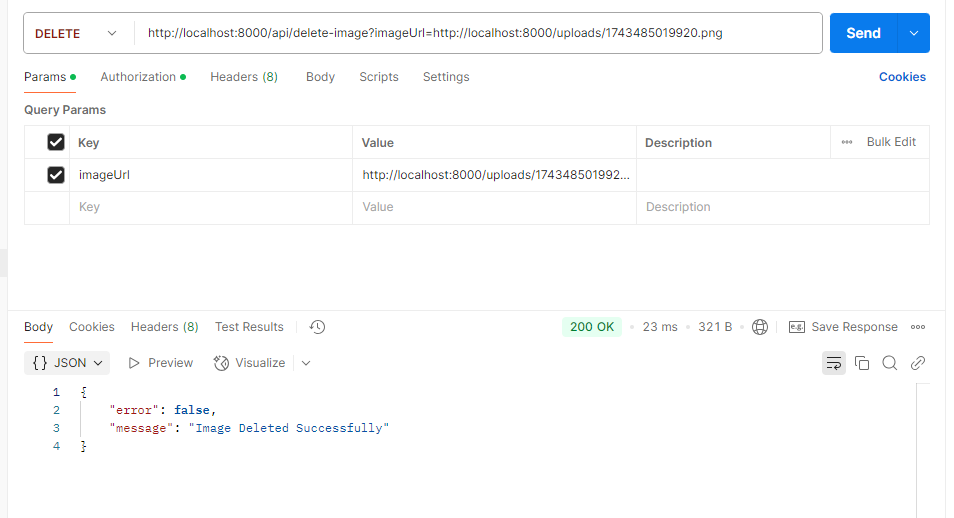 DELETE http://localhost:8000/api/delete-image?imageUrl=http://localhost:8000/uploads/1743485019920.png Send
Params Authorization Headers (8) Body Scripts Settings Cookies
Query Params
Key Value Description Bulk Edit
imageUrl http://localhost:8000/uploads/174348501992...
Key Value Description
Body Cookies Headers (8) Test Results 200 OK 23 ms 321 B e.g. Save Response
{} JSON Preview Visualize
1 {
2 "error": false,
3 "message": "Image Deleted Successfully"
4 }